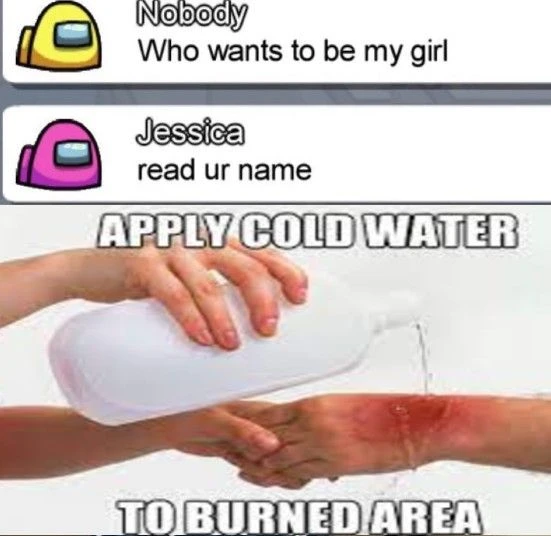 Nobody
Who wants to be my girl
Jessica
read ur name
APPLY COLD WATER
TO BURNED AREA